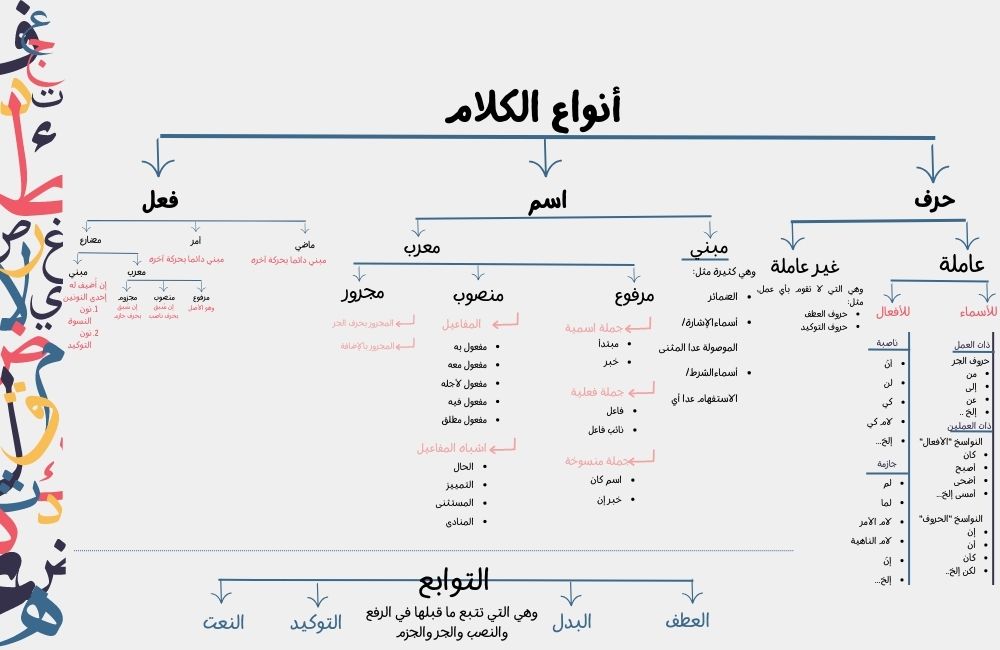 أنواع الكلام
حرف
عاملة
للأسماء
ذات العمل
حروف الجر
من
إلى
عن
إلخ ..
ذات العملين
النواسخ "الأفعال"
كان
اصبح
اضحى
امسى إلخ...
النواسخ "الحروف"
إن
أن
كأن
لكن إلخ..
للأفعال
ناصبة
أن
لن
كي
لام كي
إلخ...
جازمة
لم
لما
لام الأمر
لام الناهية
إن
إلخ...
غير عاملة
وهي التي لا تقوم بأي عمل،
مثل:
حروف العطف
حروف التوكيد
اسم
مبني
وهي كثيرة مثل:
الضمائر
أسماء الإشارة/
الموصولة عدا المثنى
أسماء الشرط/
الاستفهام عدا أي
معرب
مرفوع
جملة اسمية
مبتدأ
خبر
جملة فعلية
فاعل
نائب فاعل
جملة منسوخة
اسم كان
خبر إن
منصوب
المفاعيل
مفعول به
مفعول معه
مفعول لأجله
مفعول فيه
مفعول مطلق
اشباه المفاعيل
الحال
التمييز
المستثنى
المنادى
مجرور
المجرور بحرف الجر
المجرور بالإضافة
فعل
ماضي
مبني دائما بحركة آخره
أمر
مبني دائما بحركة آخره
مضارع
معرب
مرفوع
وهو الأصل
منصوب
إن سبق
بحرف ناصب
مجزوم
إن سبق
بحرف جازم
مبني
إن أضيف له
إحدى النونين
1. نون
النسوة
2. نون
التوكيد
التوابع
وهي التي تتبع ما قبلها في الرفع
والنصب والجر والجزم
العطف
البدل
التوكيد
النعت